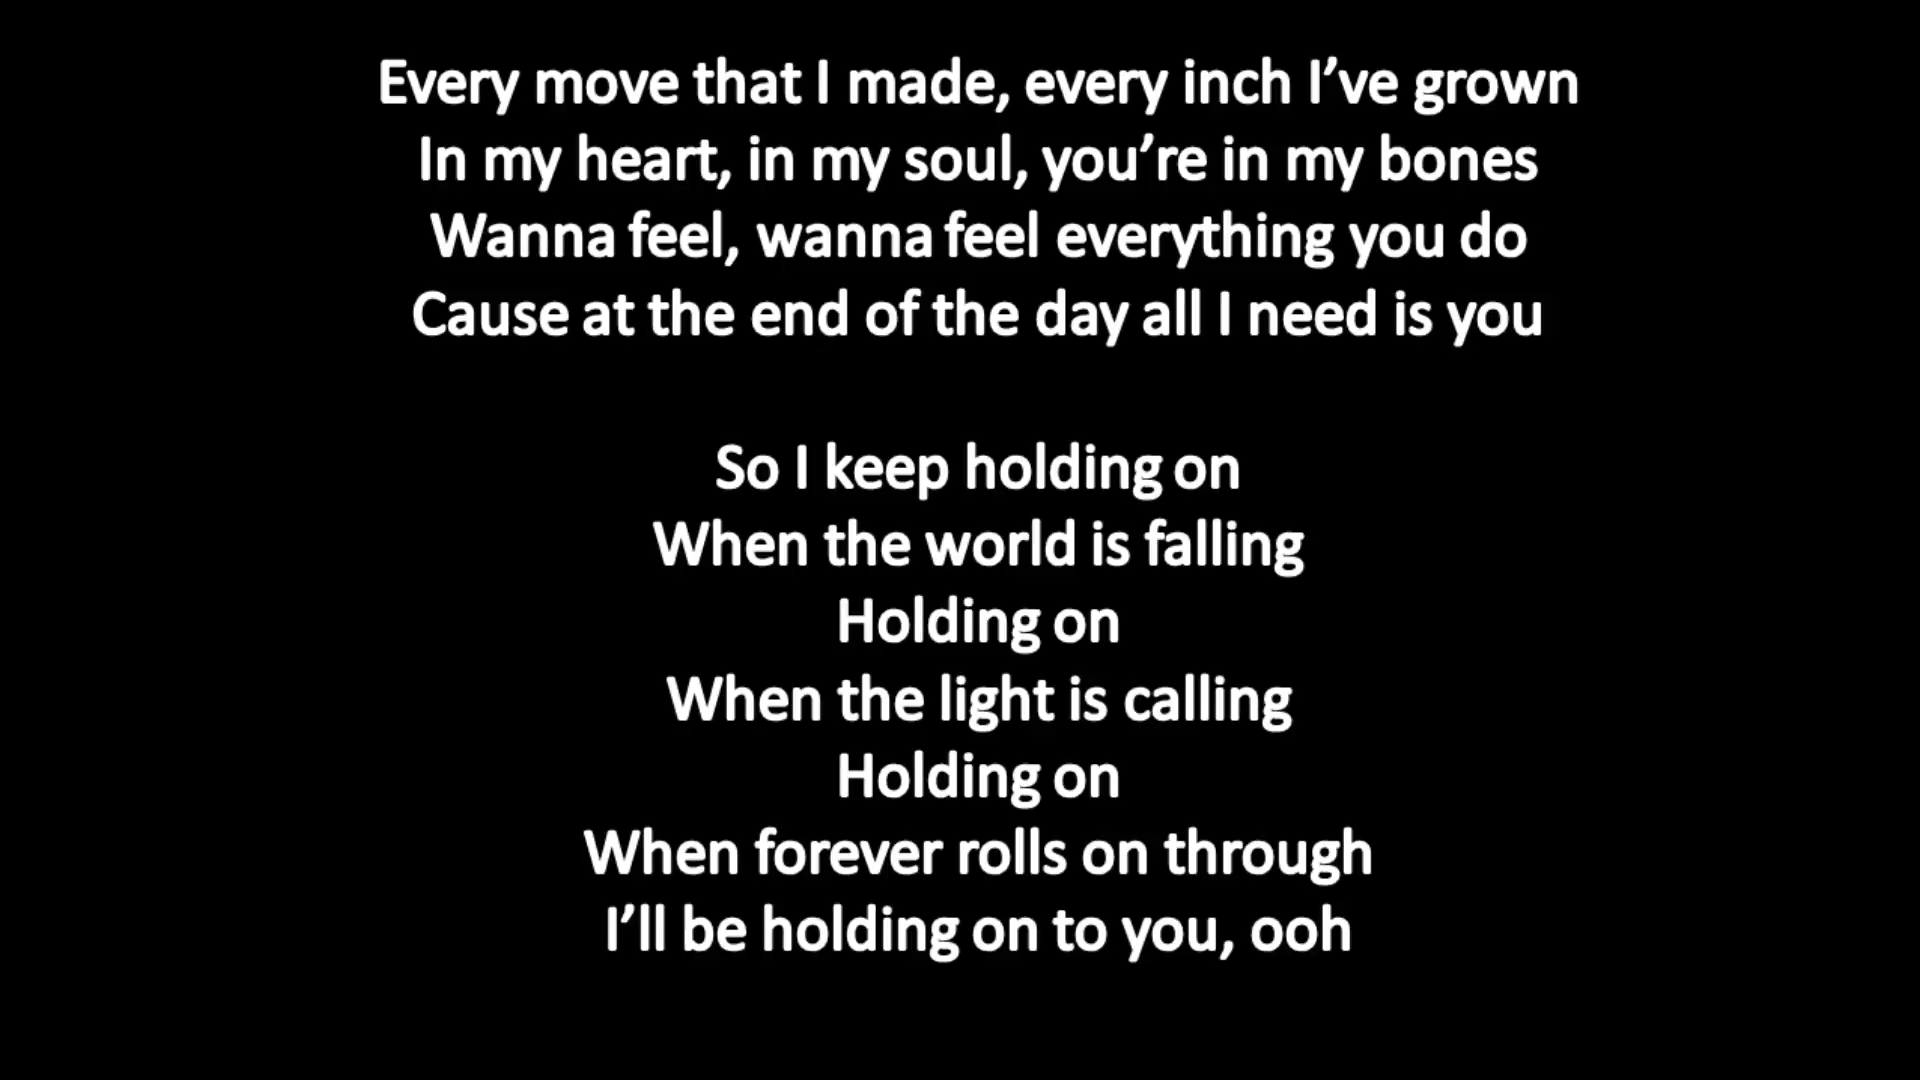 Every move that I made, every inch I’ve grown
In my heart, in my soul, you’re in my bones
Wanna feel, wanna feel everything you do
Cause at the end of the day all I need is you
So I keep holding on
When the world is falling
Holding on
When the light is calling
Holding on
When forever rolls on through
I’ll be holding on to you, ooh